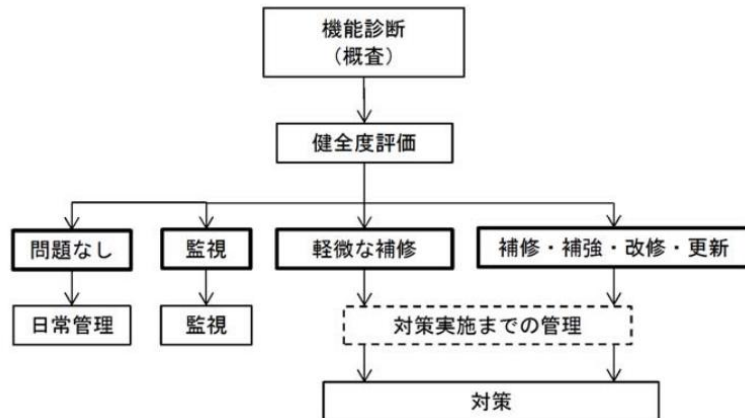 機能診断
（概査）
健全度評価
問題なし
監視
軽微な補修
補修・補強・改修・更新
日常管理
監視
対策実施までの管理
対策